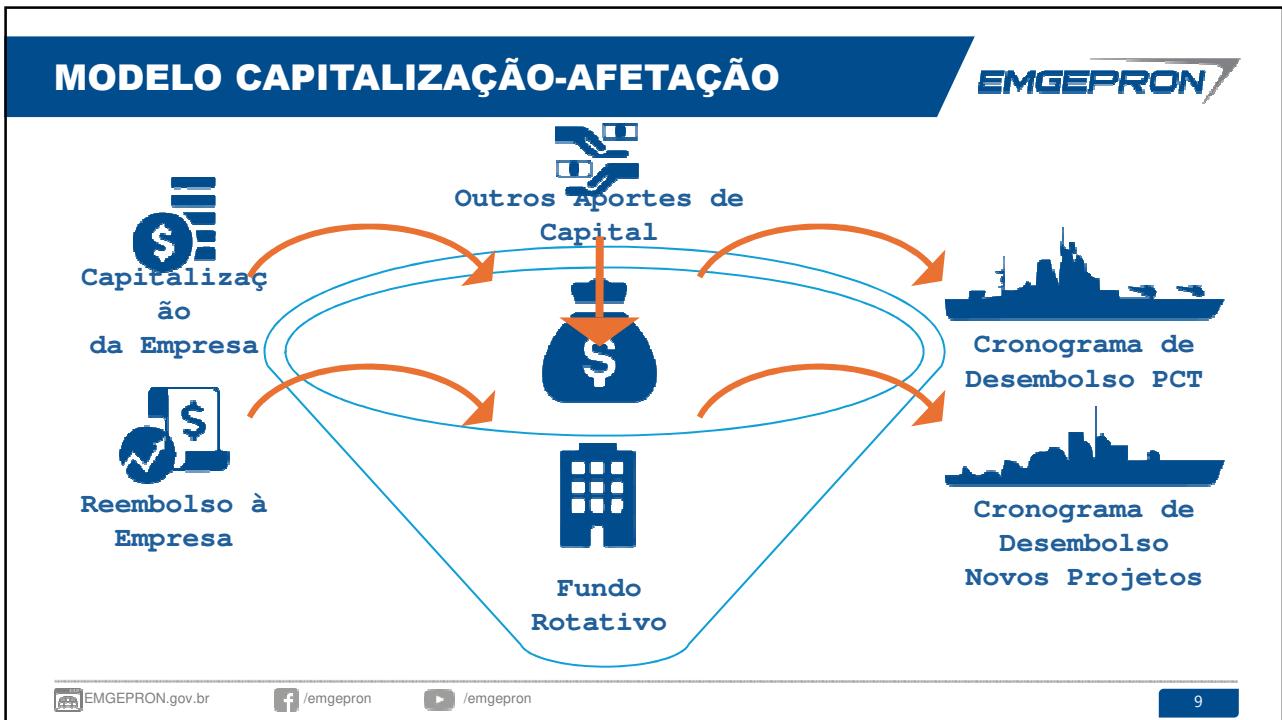 MODELO CAPITALIZAÇÃO-AFETAÇÃO
EMGEPRON
Outros Aportes de
Capital
$
Capitalizaç
ão
da Empresa
$
Cronograma de
Desembolso PCT
$
Reembolso à
Empresa
Fundo
Rotativo
Cronograma de
Desembolso
Novos Projetos
EMGEPRON.gov.br
/emgepron
/emgepron
9